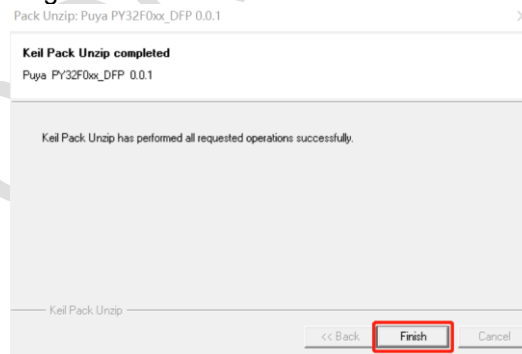 Pack Unzip: Puya PY32F0xx_DFP 0.0.1
Keil Pack Unzip completed
Puya PY32F0xx_DFP 0.0.1
Keil Pack Unzip has performed all requested operations successfully.
Keil Pack Unzip
<< Back Finish Cancel